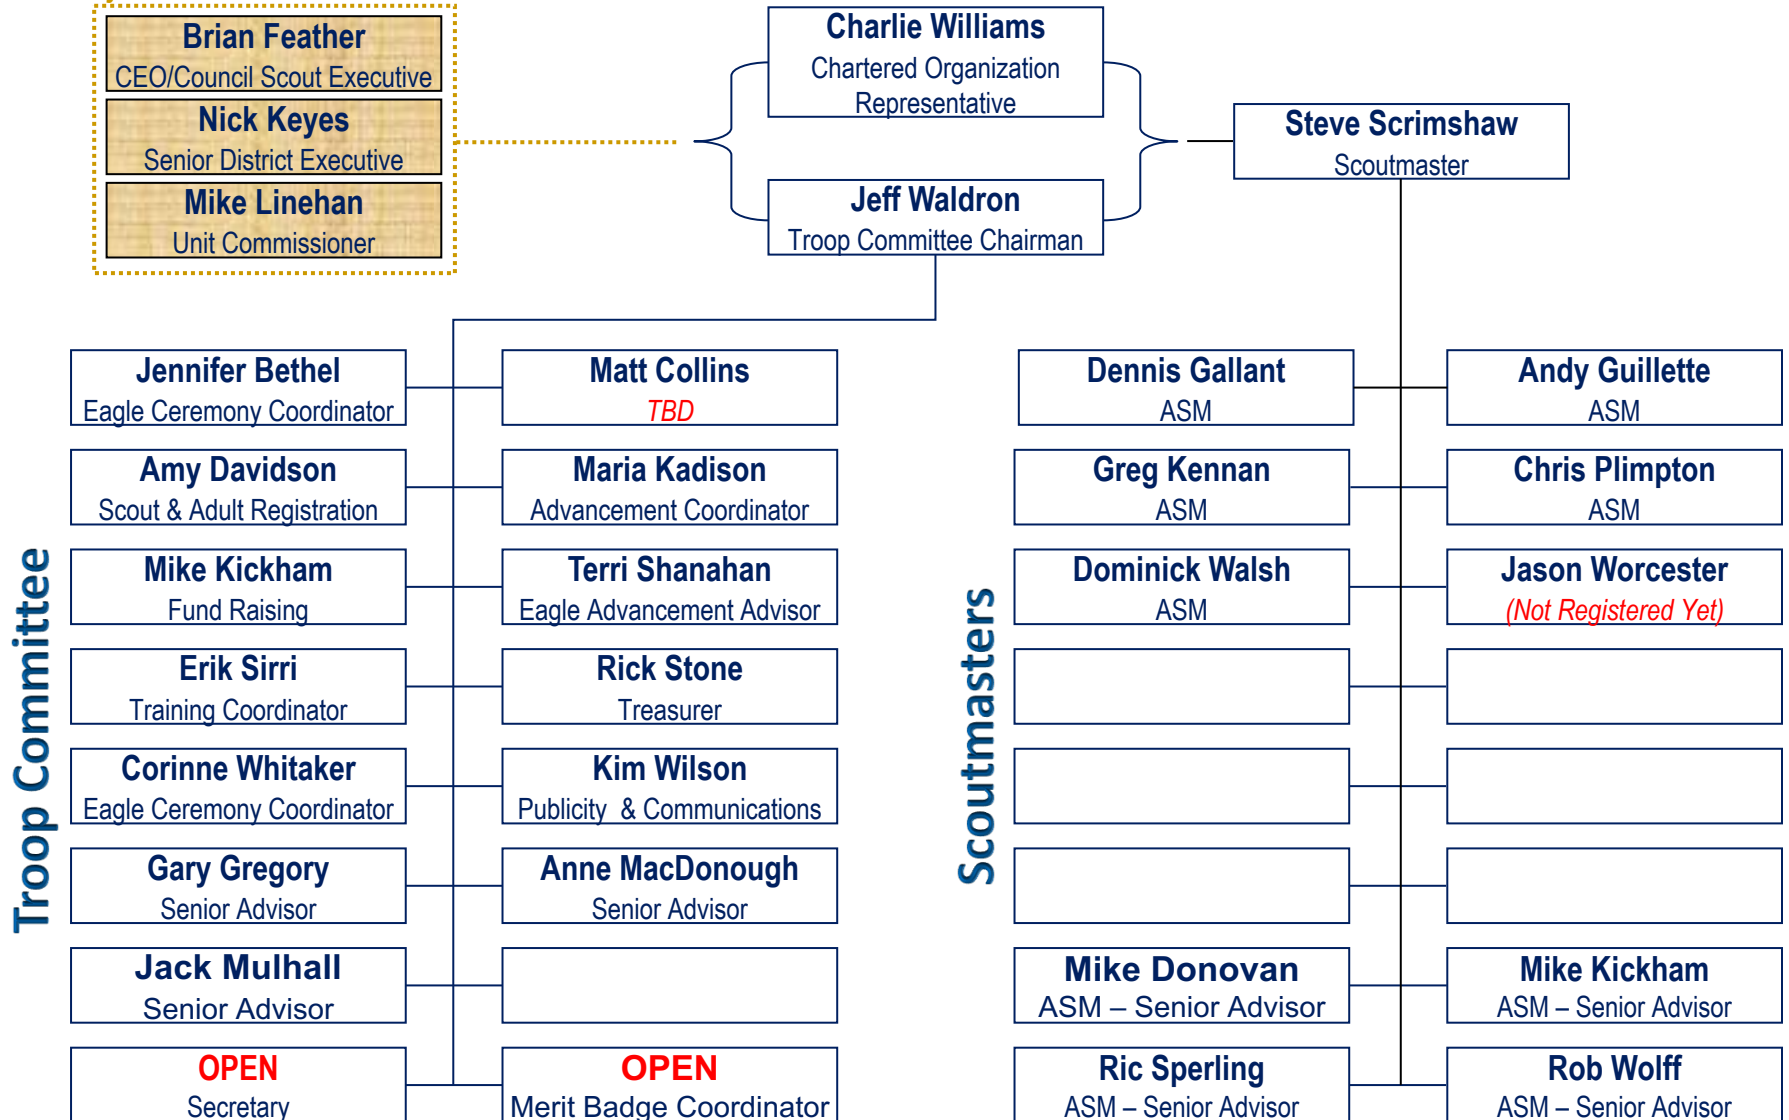 Brian Feather
CEO/Council Scout Executive
Nick Keyes
Senior District Executive
Mike Linehan
Unit Commissioner
Charlie Williams
Chartered Organization
Representative
Jeff Waldron
Troop Committee Chairman
Steve Scrimshaw
Scoutmaster
Troop Committee
Jennifer Bethel
Eagle Ceremony Coordinator
Matt Collins
TBD
Amy Davidson
Scout & Adult Registration
Maria Kadison
Advancement Coordinator
Mike Kickham
Fund Raising
Terri Shanahan
Eagle Advancement Advisor
Erik Sirri
Training Coordinator
Rick Stone
Treasurer
Corinne Whitaker
Eagle Ceremony Coordinator
Kim Wilson
Publicity & Communications
Gary Gregory
Senior Advisor
Anne MacDonough
Senior Advisor
Jack Mulhall
Senior Advisor
OPEN
Secretary
OPEN
Merit Badge Coordinator
Scoutmasters
Dennis Gallant
ASM
Andy Guillette
ASM
Greg Kennan
ASM
Chris Plimpton
ASM
Dominick Walsh
ASM
Jason Worcester
(Not Registered Yet)
Mike Donovan
ASM – Senior Advisor
Mike Kickham
ASM – Senior Advisor
Ric Sperling
ASM – Senior Advisor
Rob Wolff
ASM – Senior Advisor